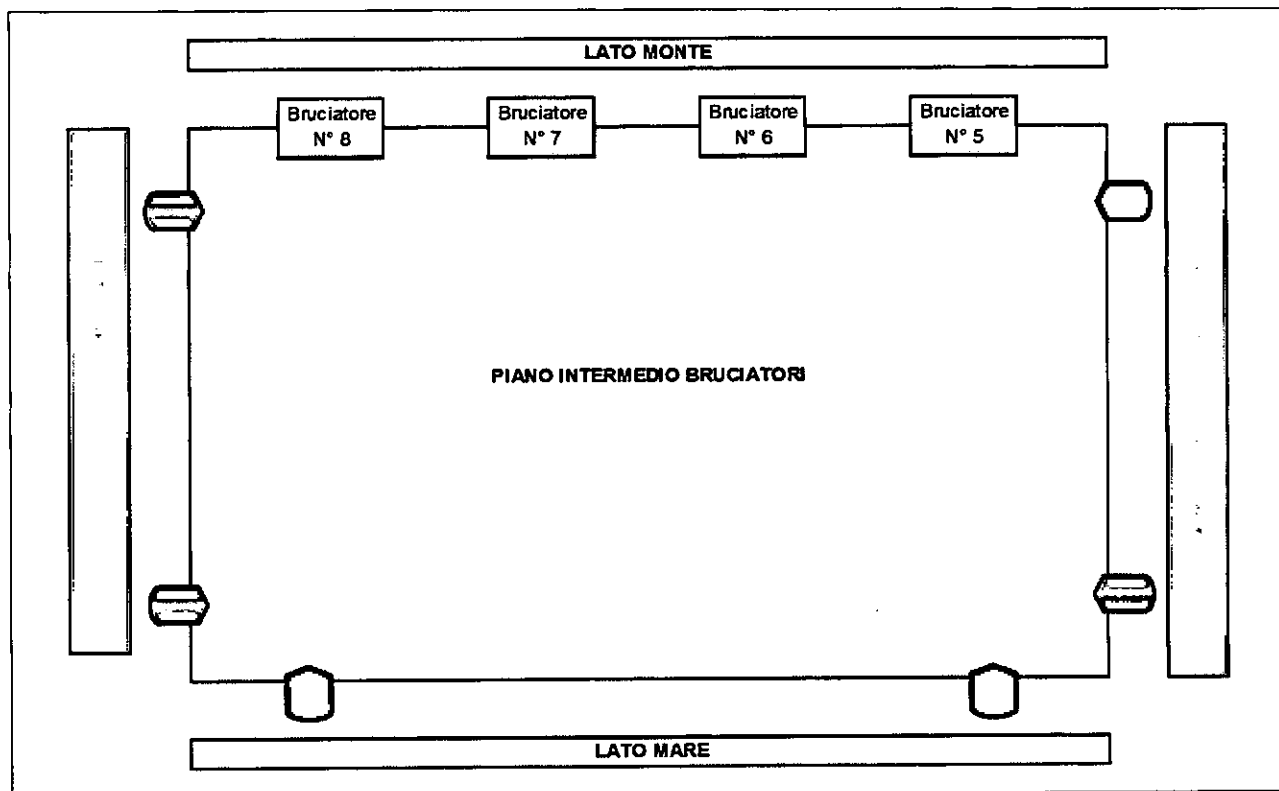 LATO MONTE
Bruciatore
N° 8
Bruciatore
N° 7
Bruciatore
N° 6
Bruciatore
N° 5
PIANO INTERMEDIO BRUCIATORI
LATO MARE